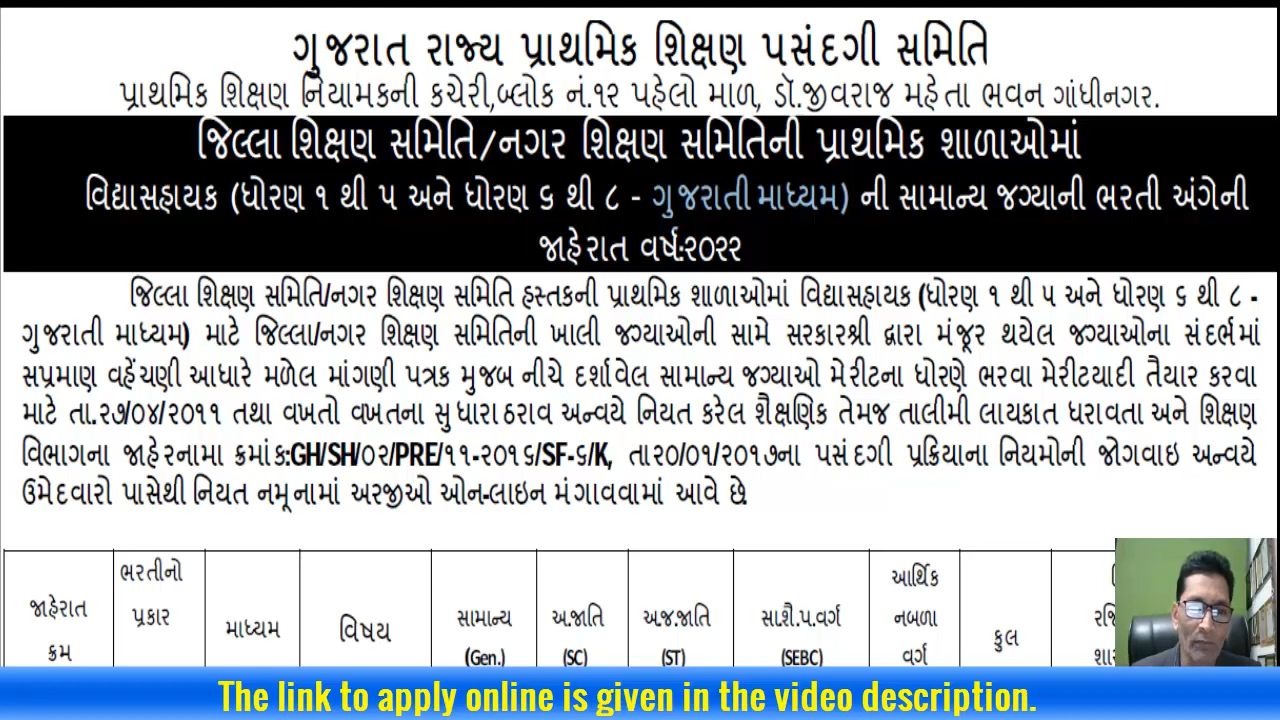 ગુજરાત રાજ્ય પ્રાથમિક શિક્ષણ પસંદગી સમિતિ
પ્રાથમિક શિક્ષણ નિયામકની કચેરી,બ્લોક નં.૧૨ પહેલો માળ, ડૉ.જીવરાજ મહેતા ભવન ગાંધીનગર.
જિલ્લા શિક્ષણ સમિતિ/નગર શિક્ષણ સમિતિની પ્રાથમિક શાળાઓમાં
વિદ્યાસહાયક (ધોરણ ૧ થી ૫ અને ધોરણ ૬ થી ૮ - ગુજરાતી માધ્યમ) ની સામાન્ય જગ્યાની ભરતી અંગેની
જાહેરાત વર્ષ:૨૦૨૨
જિલ્લા શિક્ષણ સમિતિ/નગર શિક્ષણ સમિતિ હસ્તકની પ્રાથમિક શાળાઓમાં વિદ્યાસહાયક (ધોરણ ૧ થી ૫ અને ધોરણ ૬ થી ૮ -
ગુજરાતી માધ્યમ) માટે જિલ્લા/નગર શિક્ષણ સમિતિની ખાલી જગ્યાઓની સામે સરકારશ્રી દ્વારા મંજૂર થયેલ જગ્યાઓના સંદર્ભમાં
સપ્રમાણ વહેંચણી આધારે મળેલ માંગણી પત્રક મુજબ નીચે દર્શાવેલ સામાન્ય જગ્યાઓ મેરીટના ધોરણે ભરવા મેરીટયાદી તૈયાર કરવા
માટે તા.૨૭/૦૪/૨૦૧૧ તથા વખતો વખતના સુધારાઠરાવ અન્વયે નિયત કરેલ શૈક્ષણિક તેમજ તાલીમી લાયકાત ધરાવતા અને શિક્ષણ
વિભાગના જાહેરનામા ક્રમાંક:GH/SH/૦૨/PRE/૧૧-૨૦૧૬/SF-૬/K, તા૨૦/૦૧/૨૦૧૭ના પસંદગી પ્રક્રિયાના નિયમોની જોગવાઇ અન્વયે
ઉમેદવારો પાસેથી નિયત નમૂનામાં અરજીઓ ઓન-લાઇન મંગાવવામાં આવે છે.
જાહેરાત ક્રમ
ભરતીનો પ્રકાર
માધ્યમ
વિષય
સામાન્ય (Gen.)
અ.જાતિ (SC)
અ.જ.જાતિ (ST)
સા.શૈ.પ.વર્ગ (SEBC)
આર્થિક નબળા વર્ગ
કુલ
The link to apply online is given in the video description.